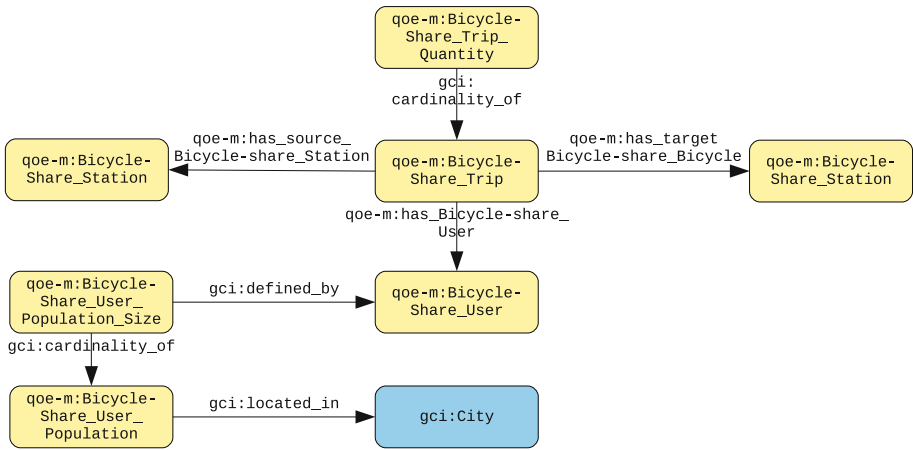 qoe-m:Bicycle-
Share_Trip_
Quantity
gci:
cardinality_of
qoe-m:has_source_
Bicycle-share_Station
qoe-m:has_target
Bicycle-share_Bicycle
qoe-m:Bicycle-
Share_Station
qoe-m:Bicycle-
Share_Trip
qoe-m:Bicycle-
Share_Station
qoe-m:has_Bicycle-share_
User
qoe-m:Bicycle-
Share_User_
Population_Size
gci:defined_by
qoe-m:Bicycle-
Share_User
gci:cardinality_of
qoe-m:Bicycle-
Share_User_
Population
gci:located_in
gci:City